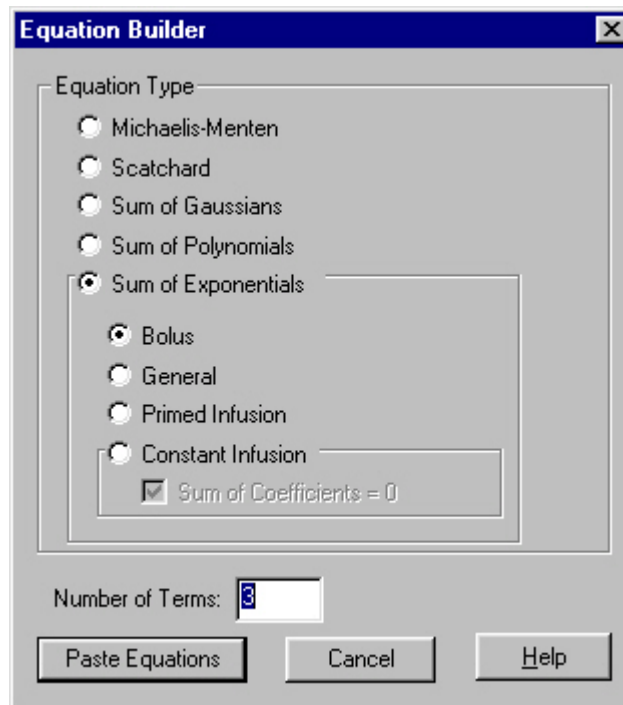 Equation Builder
Equation Type
Michaelis-Menten
Scatchard
Sum of Gaussians
Sum of Polynomials
Sum of Exponentials
Bolus
General
Primed Infusion
Constant Infusion
Sum of Coefficients = 0
Number of Terms: 3
Paste Equations Cancel Help